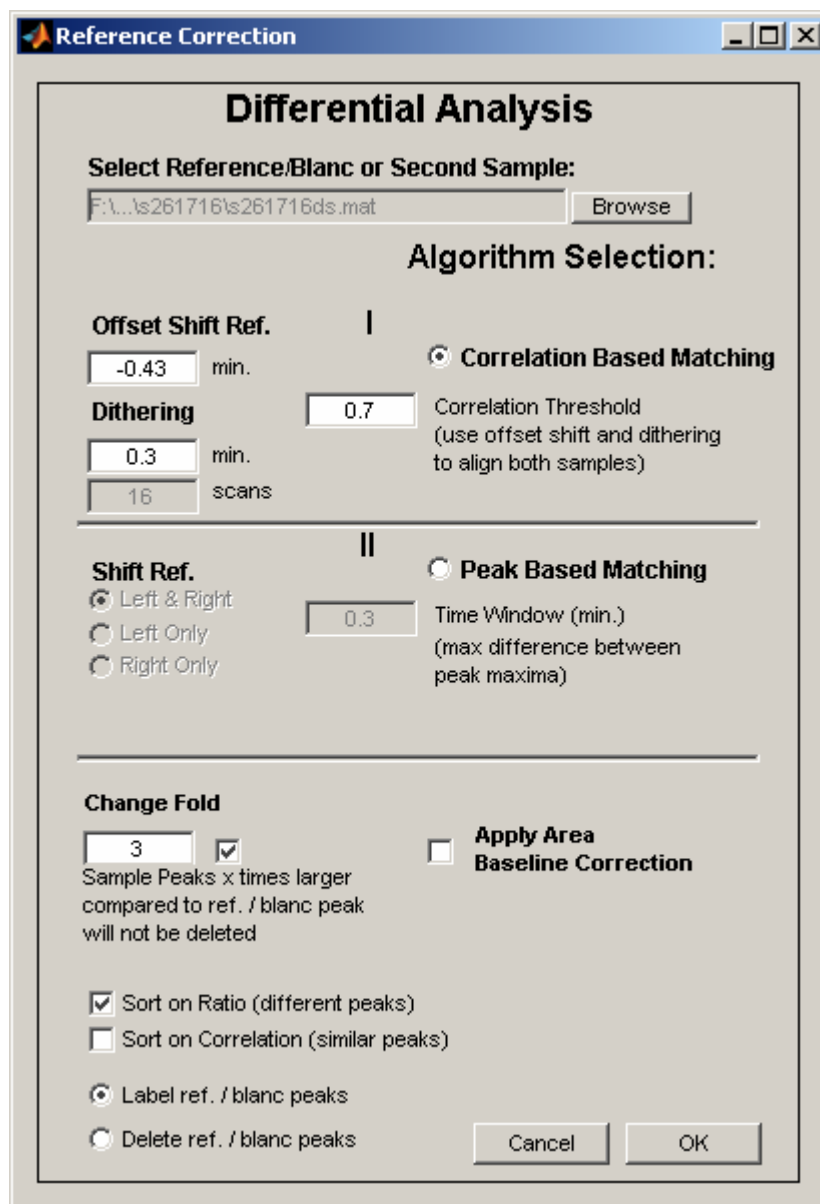 Reference Correction
Differential Analysis
Select Reference/Blanc or Second Sample:
F:\...\s261716\s261716ds.mat
Browse
Algorithm Selection:
Offset Shift Ref.
I
-0.43
min.
Correlation Based Matching
Dithering
0.7
Correlation Threshold
(use offset shift and dithering
to align both samples)
0.3
min.
16
scans
II
Shift Ref.
Peak Based Matching
Left & Right
Left Only
Right Only
0.3
Time Window (min.)
(max difference between
peak maxima)
Change Fold
3
Sample Peaks x times larger
compared to ref. / blanc peak
will not be deleted
Apply Area
Baseline Correction
Sort on Ratio (different peaks)
Sort on Correlation (similar peaks)
Label ref. / blanc peaks
Delete ref. / blanc peaks
Cancel
OK